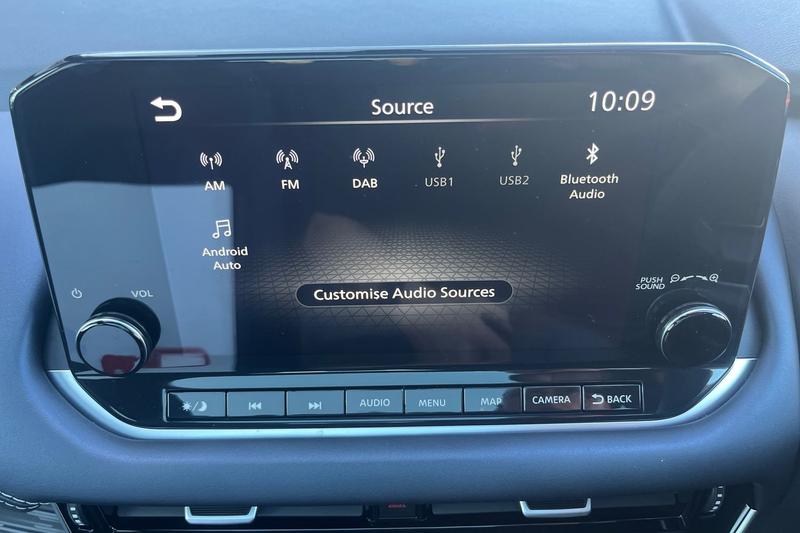 Source
10:09
AM
FM
DAB
USB1
USB2
Bluetooth
Audio
Android
Auto
Customise Audio Sources
VOL
PUSH
SOUND
AUDIO
MENU
MAP
CAMERA
BACK